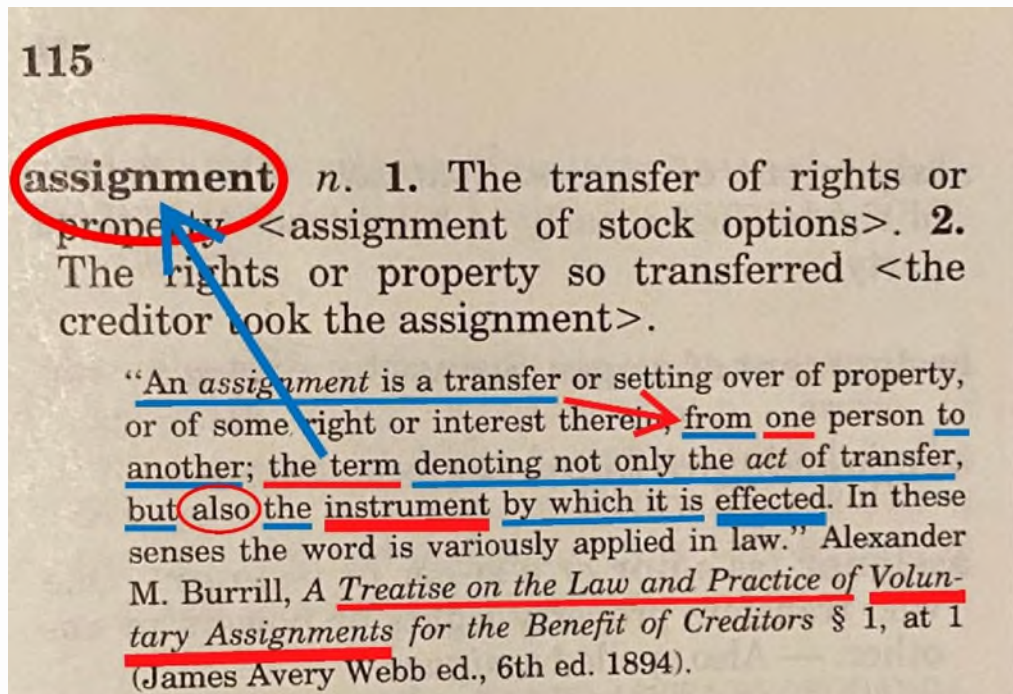 115
assignment n. 1. The transfer of rights or
property <assignment of stock options>. 2.
The rights or property so transferred <the
creditor took the assignment>.
“An assignment is a transfer or setting over of property,
or of some right or interest therein, from one person to
another; the term denoting not only the act of transfer,
but also the instrument by which it is effected. In these
senses the word is variously applied in law.” Alexander
M. Burrill, A Treatise on the Law and Practice of Volun-
tary Assignments for the Benefit of Creditors § 1, at 1
(James Avery Webb ed., 6th ed. 1894).